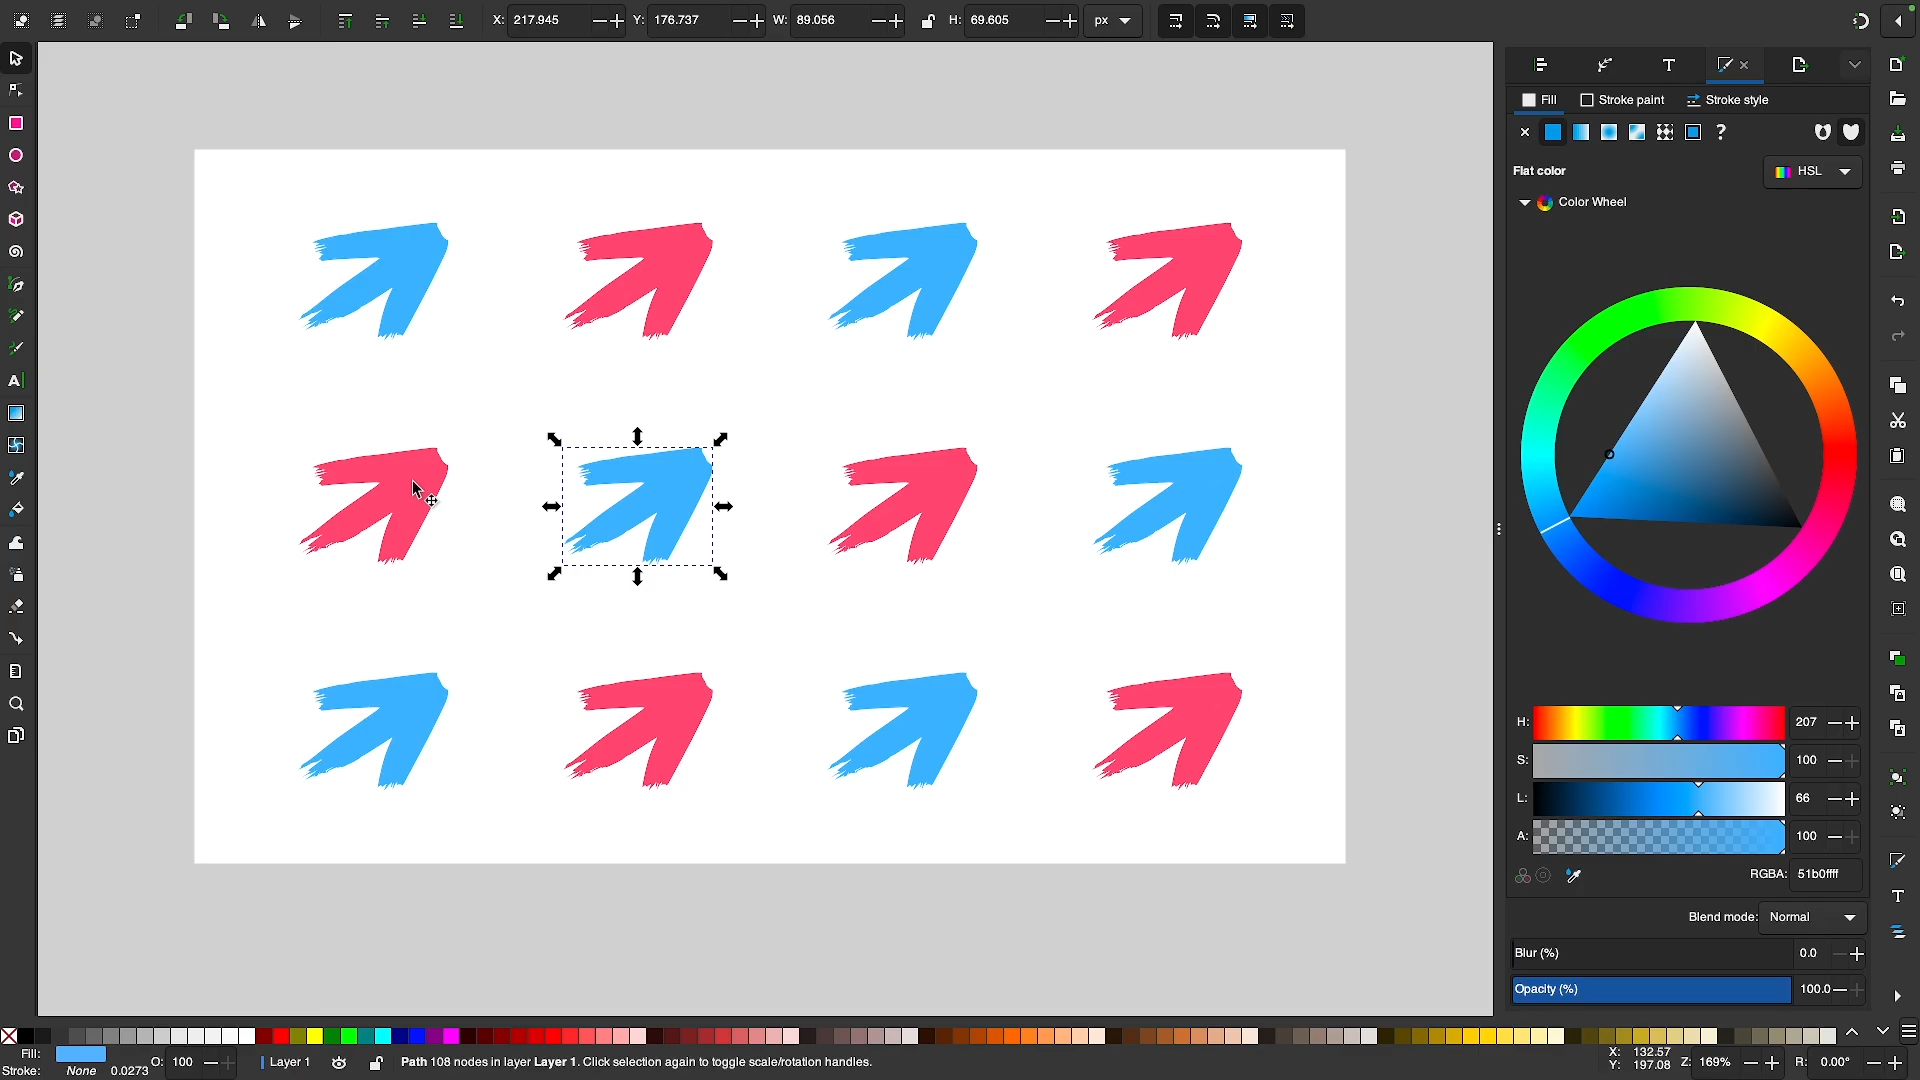 X: 217.945 Y: 176.737 W: 89.056 H: 69.605 px
Fill Stroke paint Stroke style
Flat color HSL
Color Wheel
H: 207
S: 100
L: 66
A: 100
RGBA: 51b0ffff
Blend mode: Normal
Blur (%) 0.0
Opacity (%) 100.0
Fill: O: 100 Layer 1 Path 108 nodes in layer Layer 1. Click selection again to toggle scale/rotation handles. X: 132.57 Z: 169% R: 0.00°
Stroke: None 0.0273 Y: 197.08